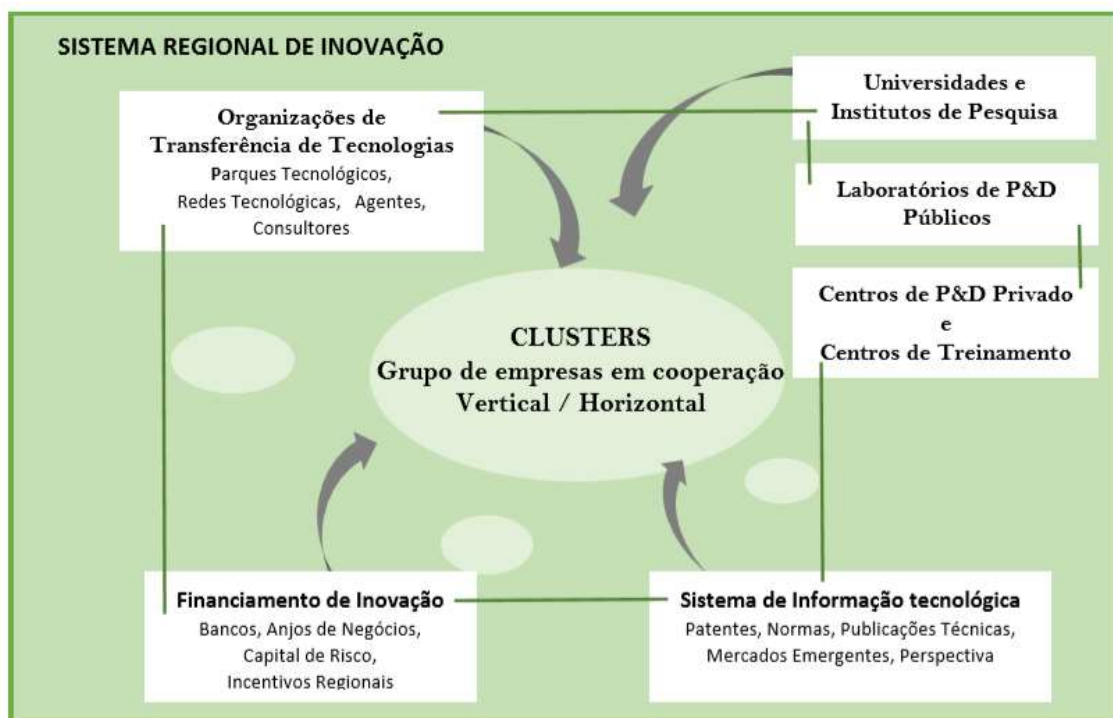 SISTEMA REGIONAL DE INOVAÇÃO
Organizações de
Transferência de Tecnologias
Parques Tecnológicos,
Redes Tecnológicas, Agentes,
Consultores
Universidades e
Institutos de Pesquisa
Laboratórios de P&D
Públicos
Centros de P&D Privado
e
Centros de Treinamento
CLUSTERS
Grupo de empresas em cooperação
Vertical / Horizontal
Financiamento de Inovação
Bancos, Anjos de Negócios,
Capital de Risco,
Incentivos Regionais
Sistema de Informação tecnológica
Patentes, Normas, Publicações Técnicas,
Mercados Emergentes, Perspectiva